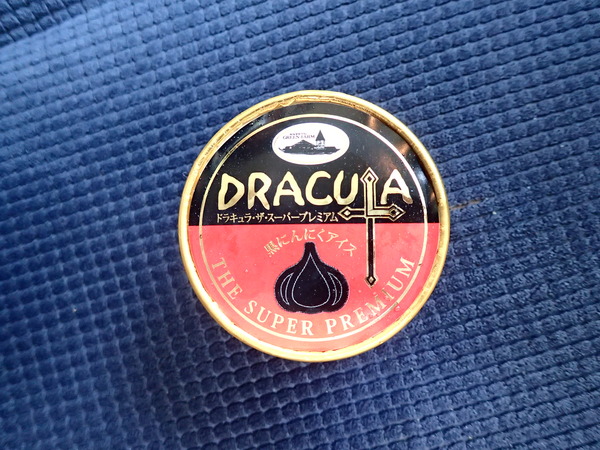 GREEN FARM
DRACULA
ドラキュラ・ザ・スーパープレミアム
黒にんにくアイス
THE SUPER PREMIUM